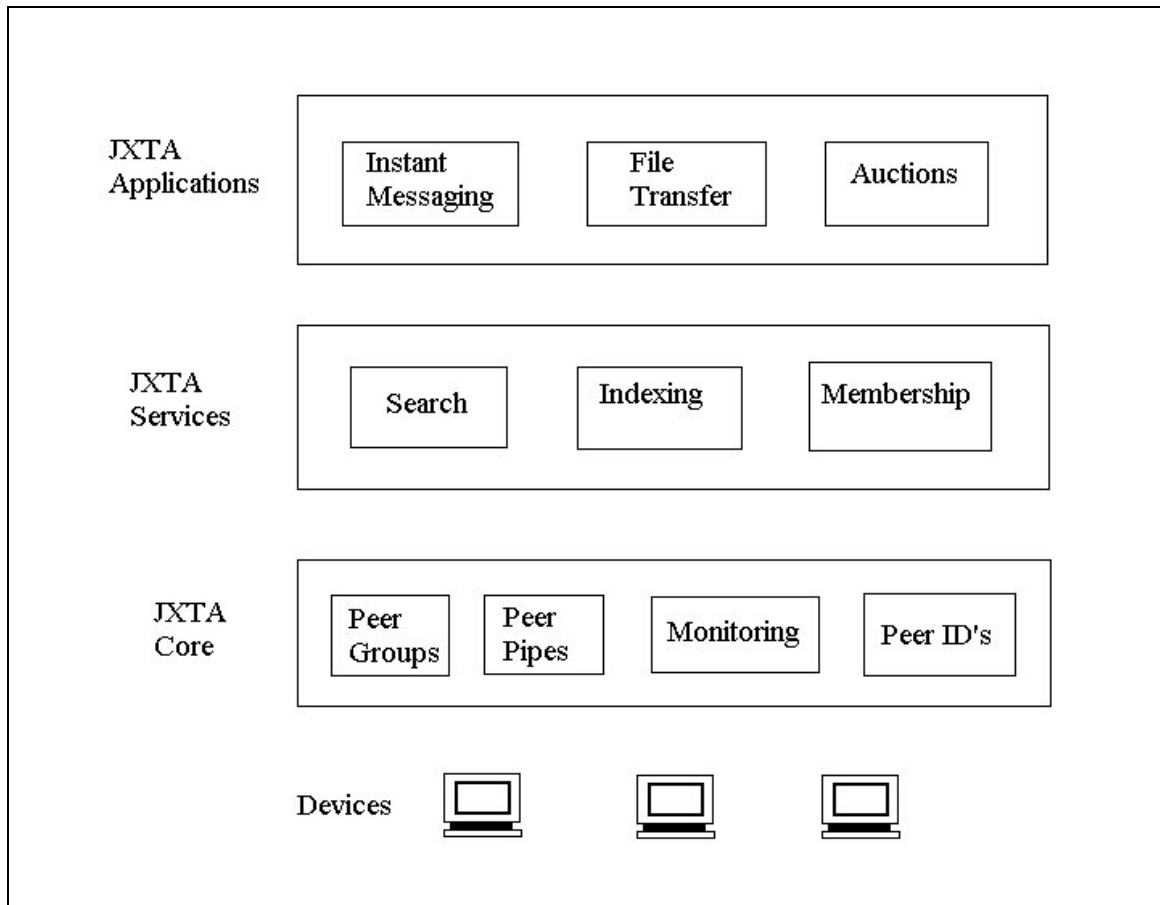 JXTA
Applications
Instant
Messaging
File
Transfer
Auctions
JXTA
Services
Search
Indexing
Membership
JXTA
Core
Peer
Groups
Peer
Pipes
Monitoring
Peer ID's
Devices